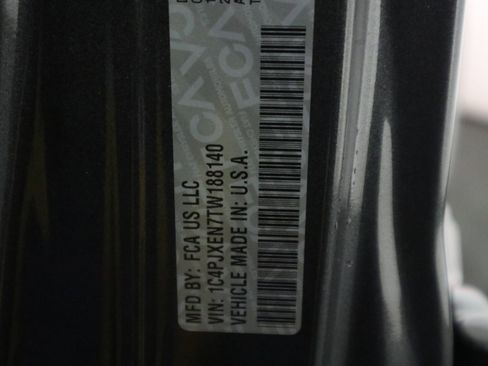 MFD BY: FCA US LLC
VIN: 1C4PJXEN7TW188140
VEHICLE MADE IN: U.S.A.